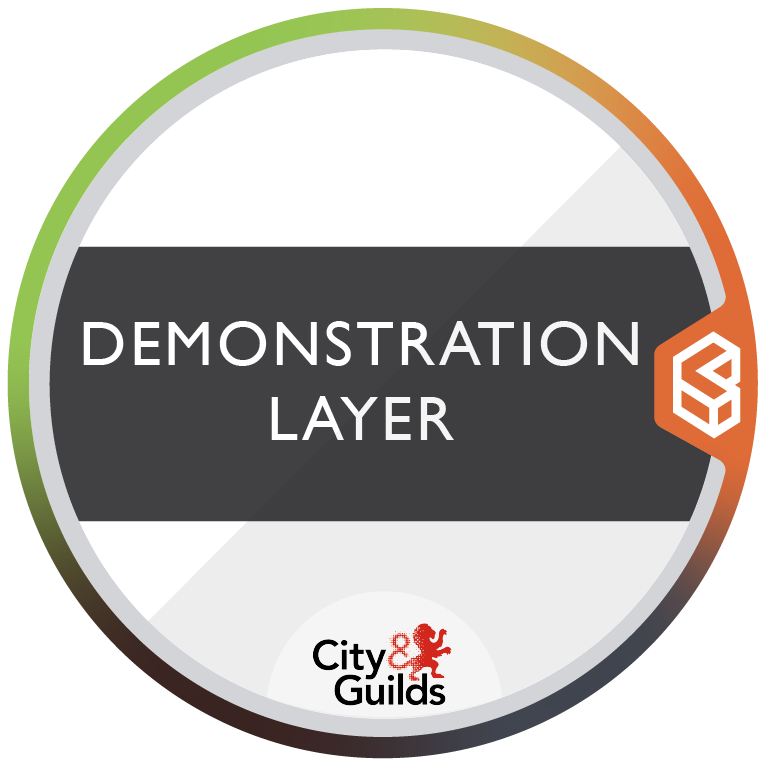 DEMONSTRATION
LAYER
City &
Guilds